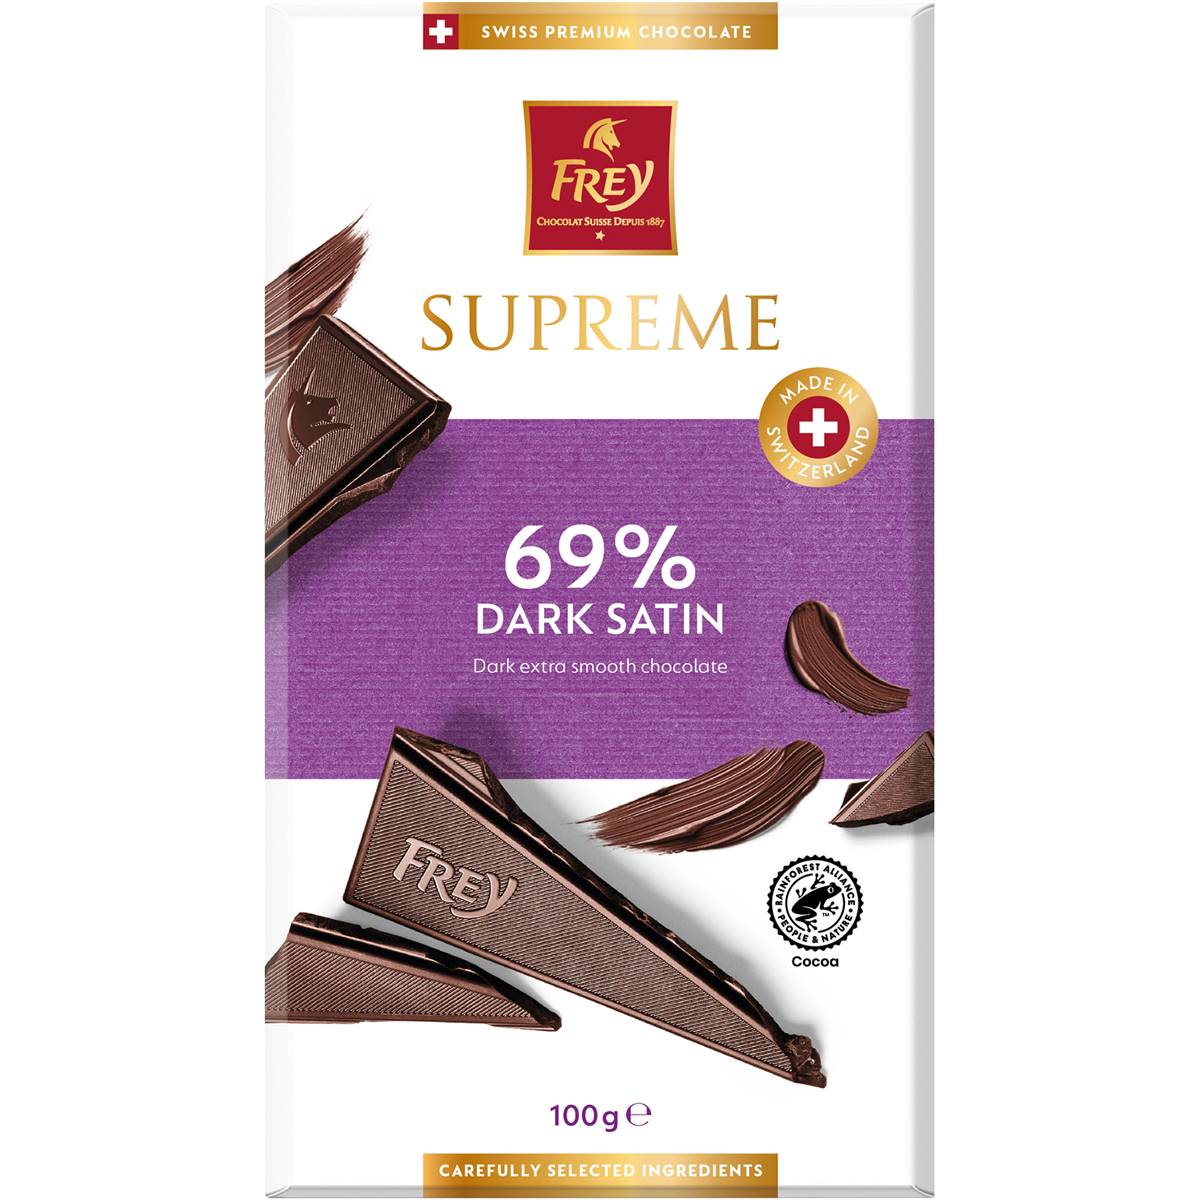 SWISS PREMIUM CHOCOLATE
FREY
CHOCOLAT SUISSE DEPUIS 1887
SUPREME
MADE IN
SWITZERLAND
69%
DARK SATIN
Dark extra smooth chocolate
FREY
RAINFOREST ALLIANCE
PEOPLE & NATURE
TM
Cocoa
100g ℮
CAREFULLY SELECTED INGREDIENTS